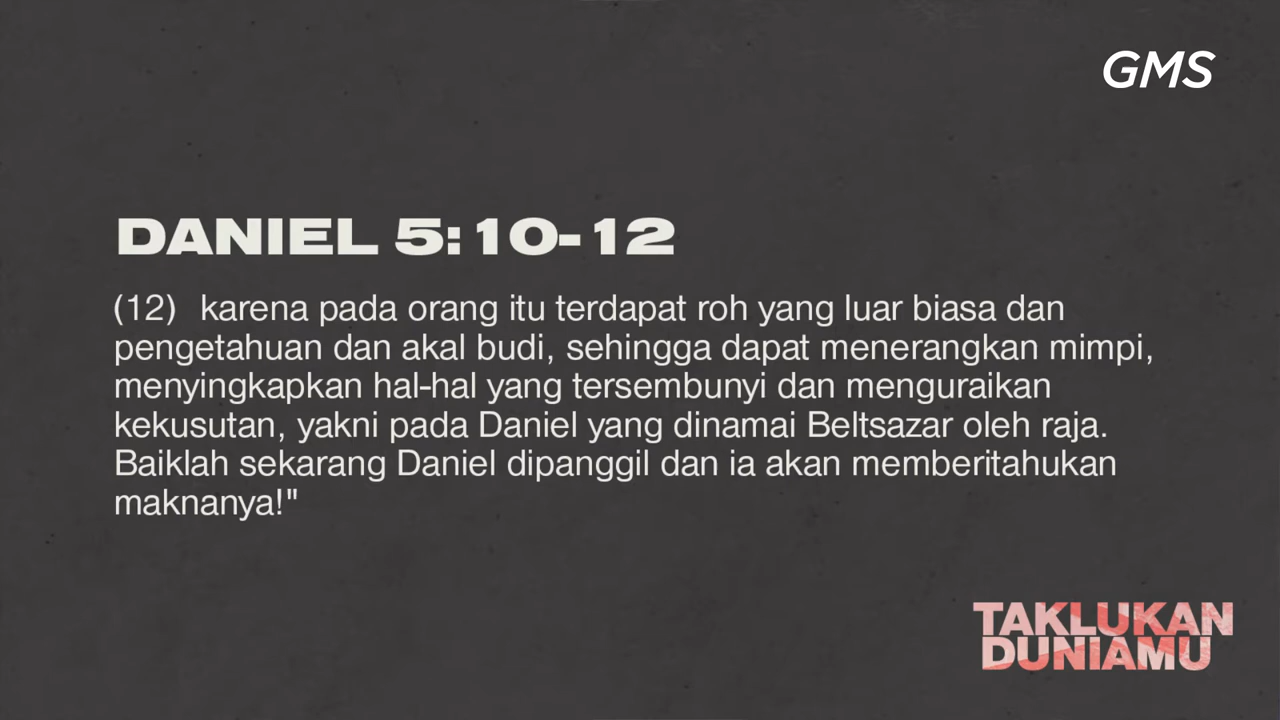 GMS
DANIEL 5:10-12
(12) karena pada orang itu terdapat roh yang luar biasa dan
pengetahuan dan akal budi, sehingga dapat menerangkan mimpi,
menyingkapkan hal-hal yang tersembunyi dan menguraikan
kekusutan, yakni pada Daniel yang dinamai Beltsazar oleh raja.
Baiklah sekarang Daniel dipanggil dan ia akan memberitahukan
maknanya!"
TAKLUKAN
DUNIAMU